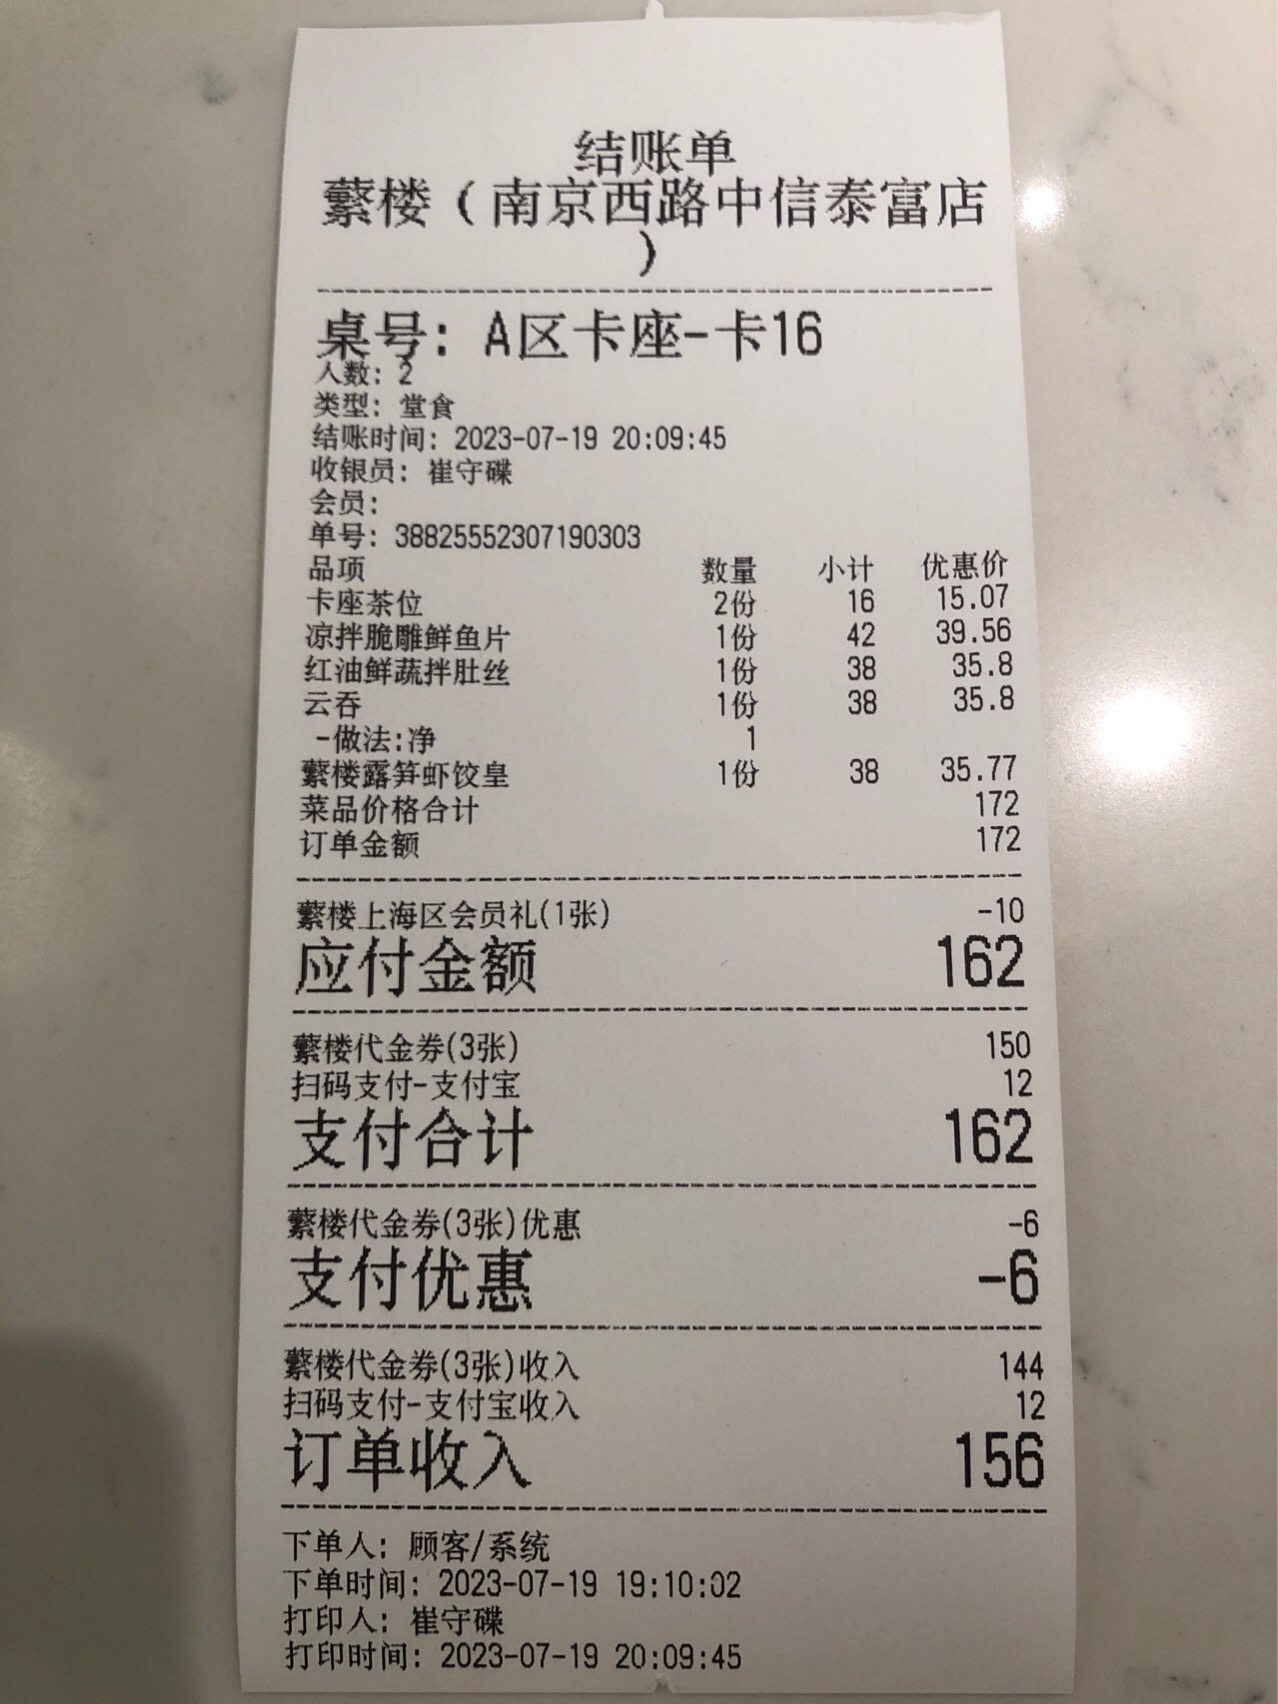 结账单
蘩楼（南京西路中信泰富店
）
桌号: A区卡座-卡16
人数: 2
类型: 堂食
结账时间: 2023-07-19 20:09:45
收银员: 崔守碟
会员:
单号: 38825552307190303
品项 数量 小计 优惠价
卡座茶位 2份 16 15.07
凉拌脆雕鲜鱼片 1份 42 39.56
红油鲜蔬拌肚丝 1份 38 35.8
云吞 1份 38 35.8
-做法:净 1
蘩楼露笋虾饺皇 1份 38 35.77
菜品价格合计 172
订单金额 172
蘩楼上海区会员礼(1张) -10
应付金额 162
蘩楼代金券(3张) 150
扫码支付-支付宝 12
支付合计 162
蘩楼代金券(3张)优惠 -6
支付优惠 -6
蘩楼代金券(3张)收入 144
扫码支付-支付宝收入 12
订单收入 156
下单人: 顾客/系统
下单时间: 2023-07-19 19:10:02
打印人: 崔守碟
打印时间: 2023-07-19 20:09:45